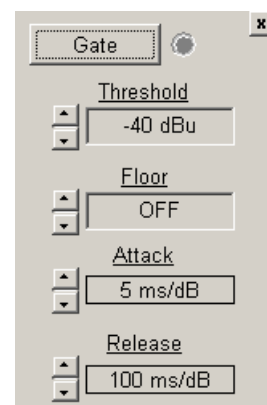 x
Gate
Threshold
-40 dBu
Floor
OFF
Attack
5 ms/dB
Release
100 ms/dB